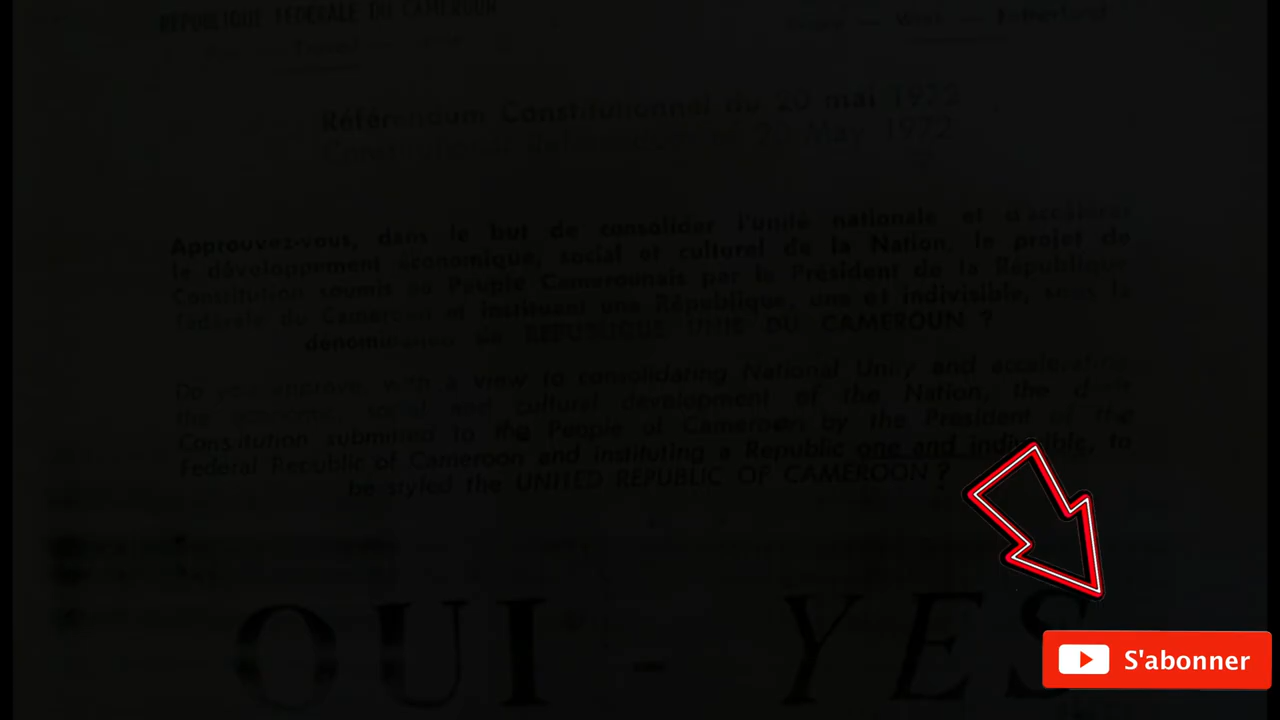 RÉPUBLIQUE FÉDÉRALE DU CAMEROUN
Travail
Work — Fatherland
Référendum Constitutionnel du 20 mai 1972
Constitutional Referendum of 20 May 1972
Approuvez-vous, dans le but de consolider l'unité nationale et d'accélérer
le développement économique, social et culturel de la Nation, le projet de
Constitution soumis au Peuple Camerounais par le Président de la République
fédérale du Cameroun et instituant une République, une et indivisible, sous la
dénomination de REPUBLIQUE UNIE DU CAMEROUN ?
Do you approve, with a view to consolidating National Unity and accelerating
the economic, social and cultural development of the Nation, the draft
Constitution submitted to the People of Cameroon by the President of the
Federal Republic of Cameroon and instituting a Republic one and indivisible, to
be styled the UNITED REPUBLIC OF CAMEROON ?
OUI - YES
S'abonner